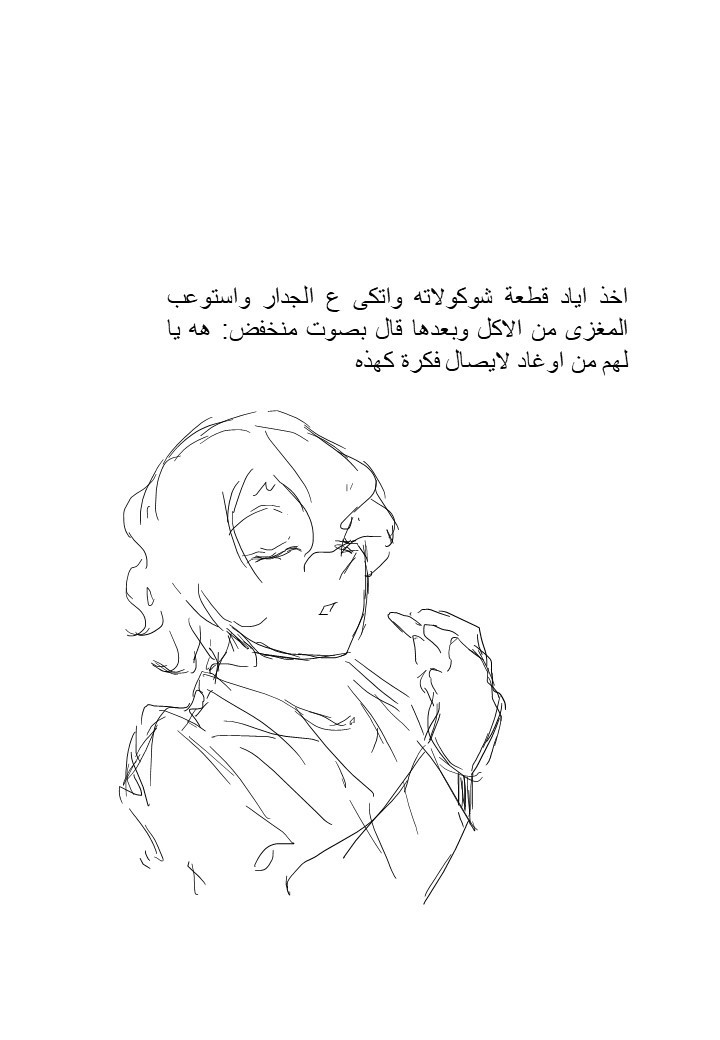 اخذ اياد قطعة شوكولاته واتكى ع الجدار واستوعب
المغزى من الاكل وبعدها قال بصوت منخفض: هه يا
لهم من اوغاد لايصال فكرة كهذه